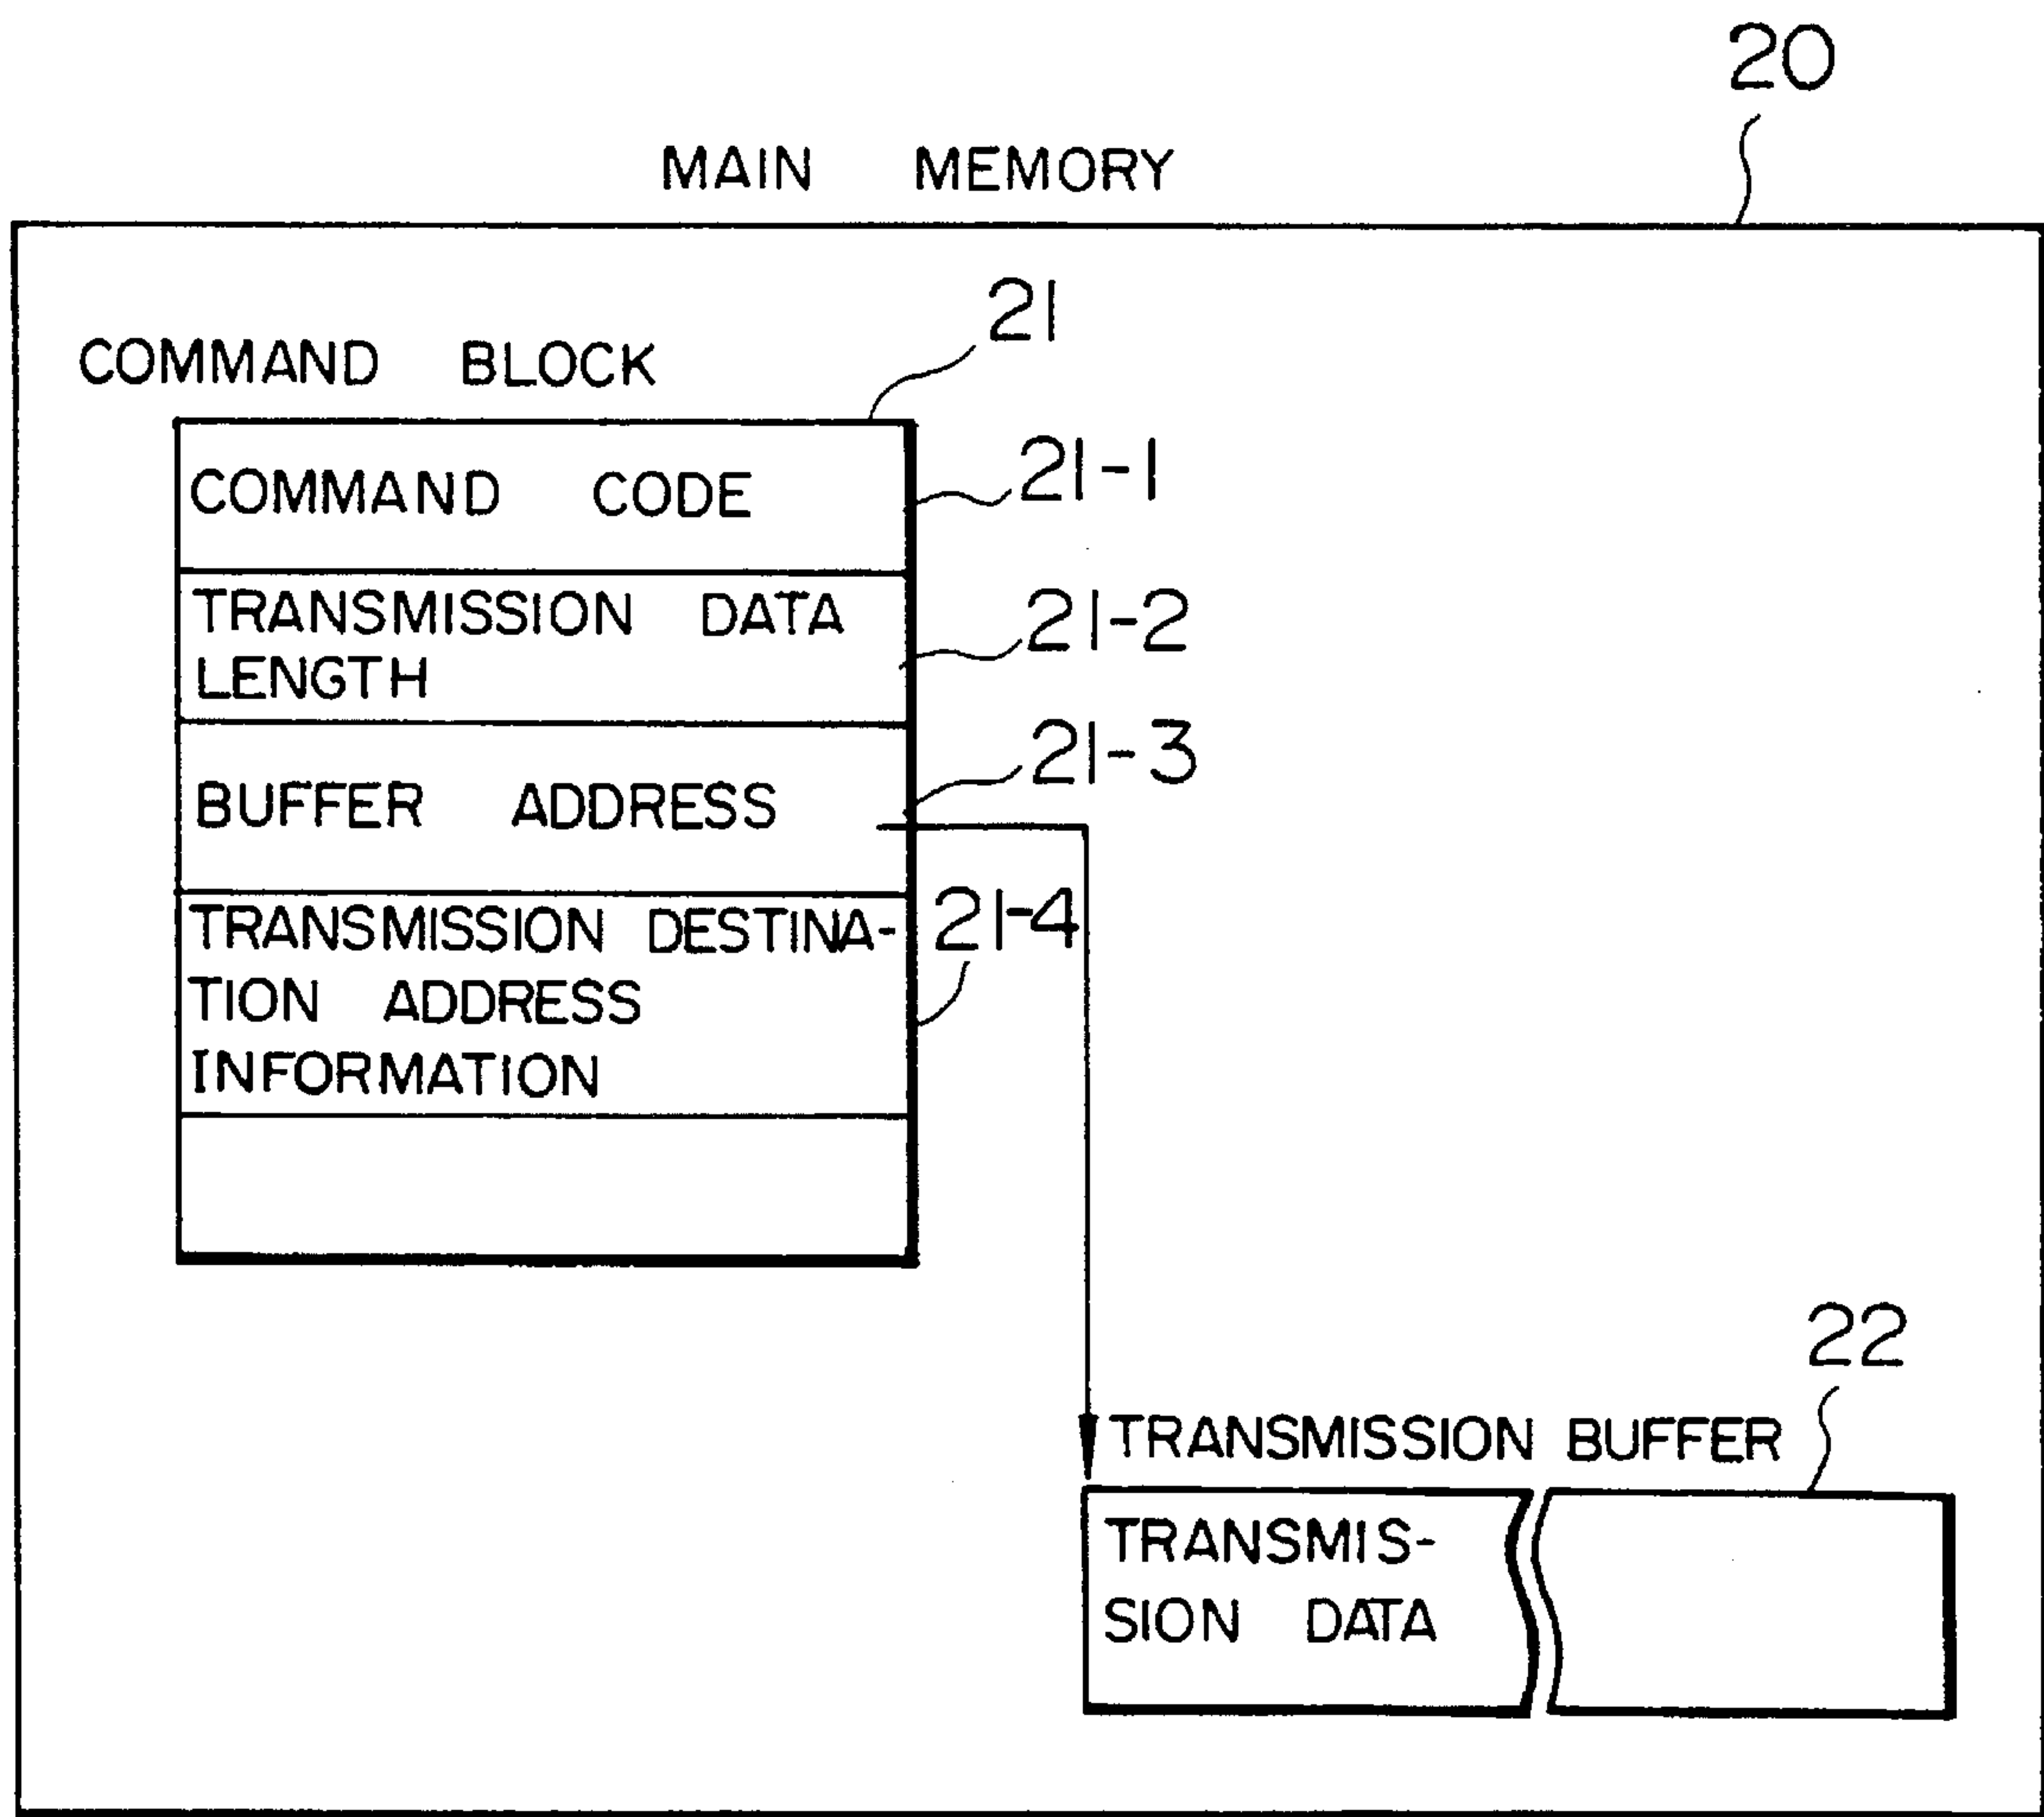 20
MAIN MEMORY
21
COMMAND BLOCK
COMMAND CODE
21-1
TRANSMISSION DATA
LENGTH
21-2
BUFFER ADDRESS
21-3
TRANSMISSION DESTINA-
TION ADDRESS
INFORMATION
21-4
22
TRANSMISSION BUFFER
TRANSMIS-
SION DATA